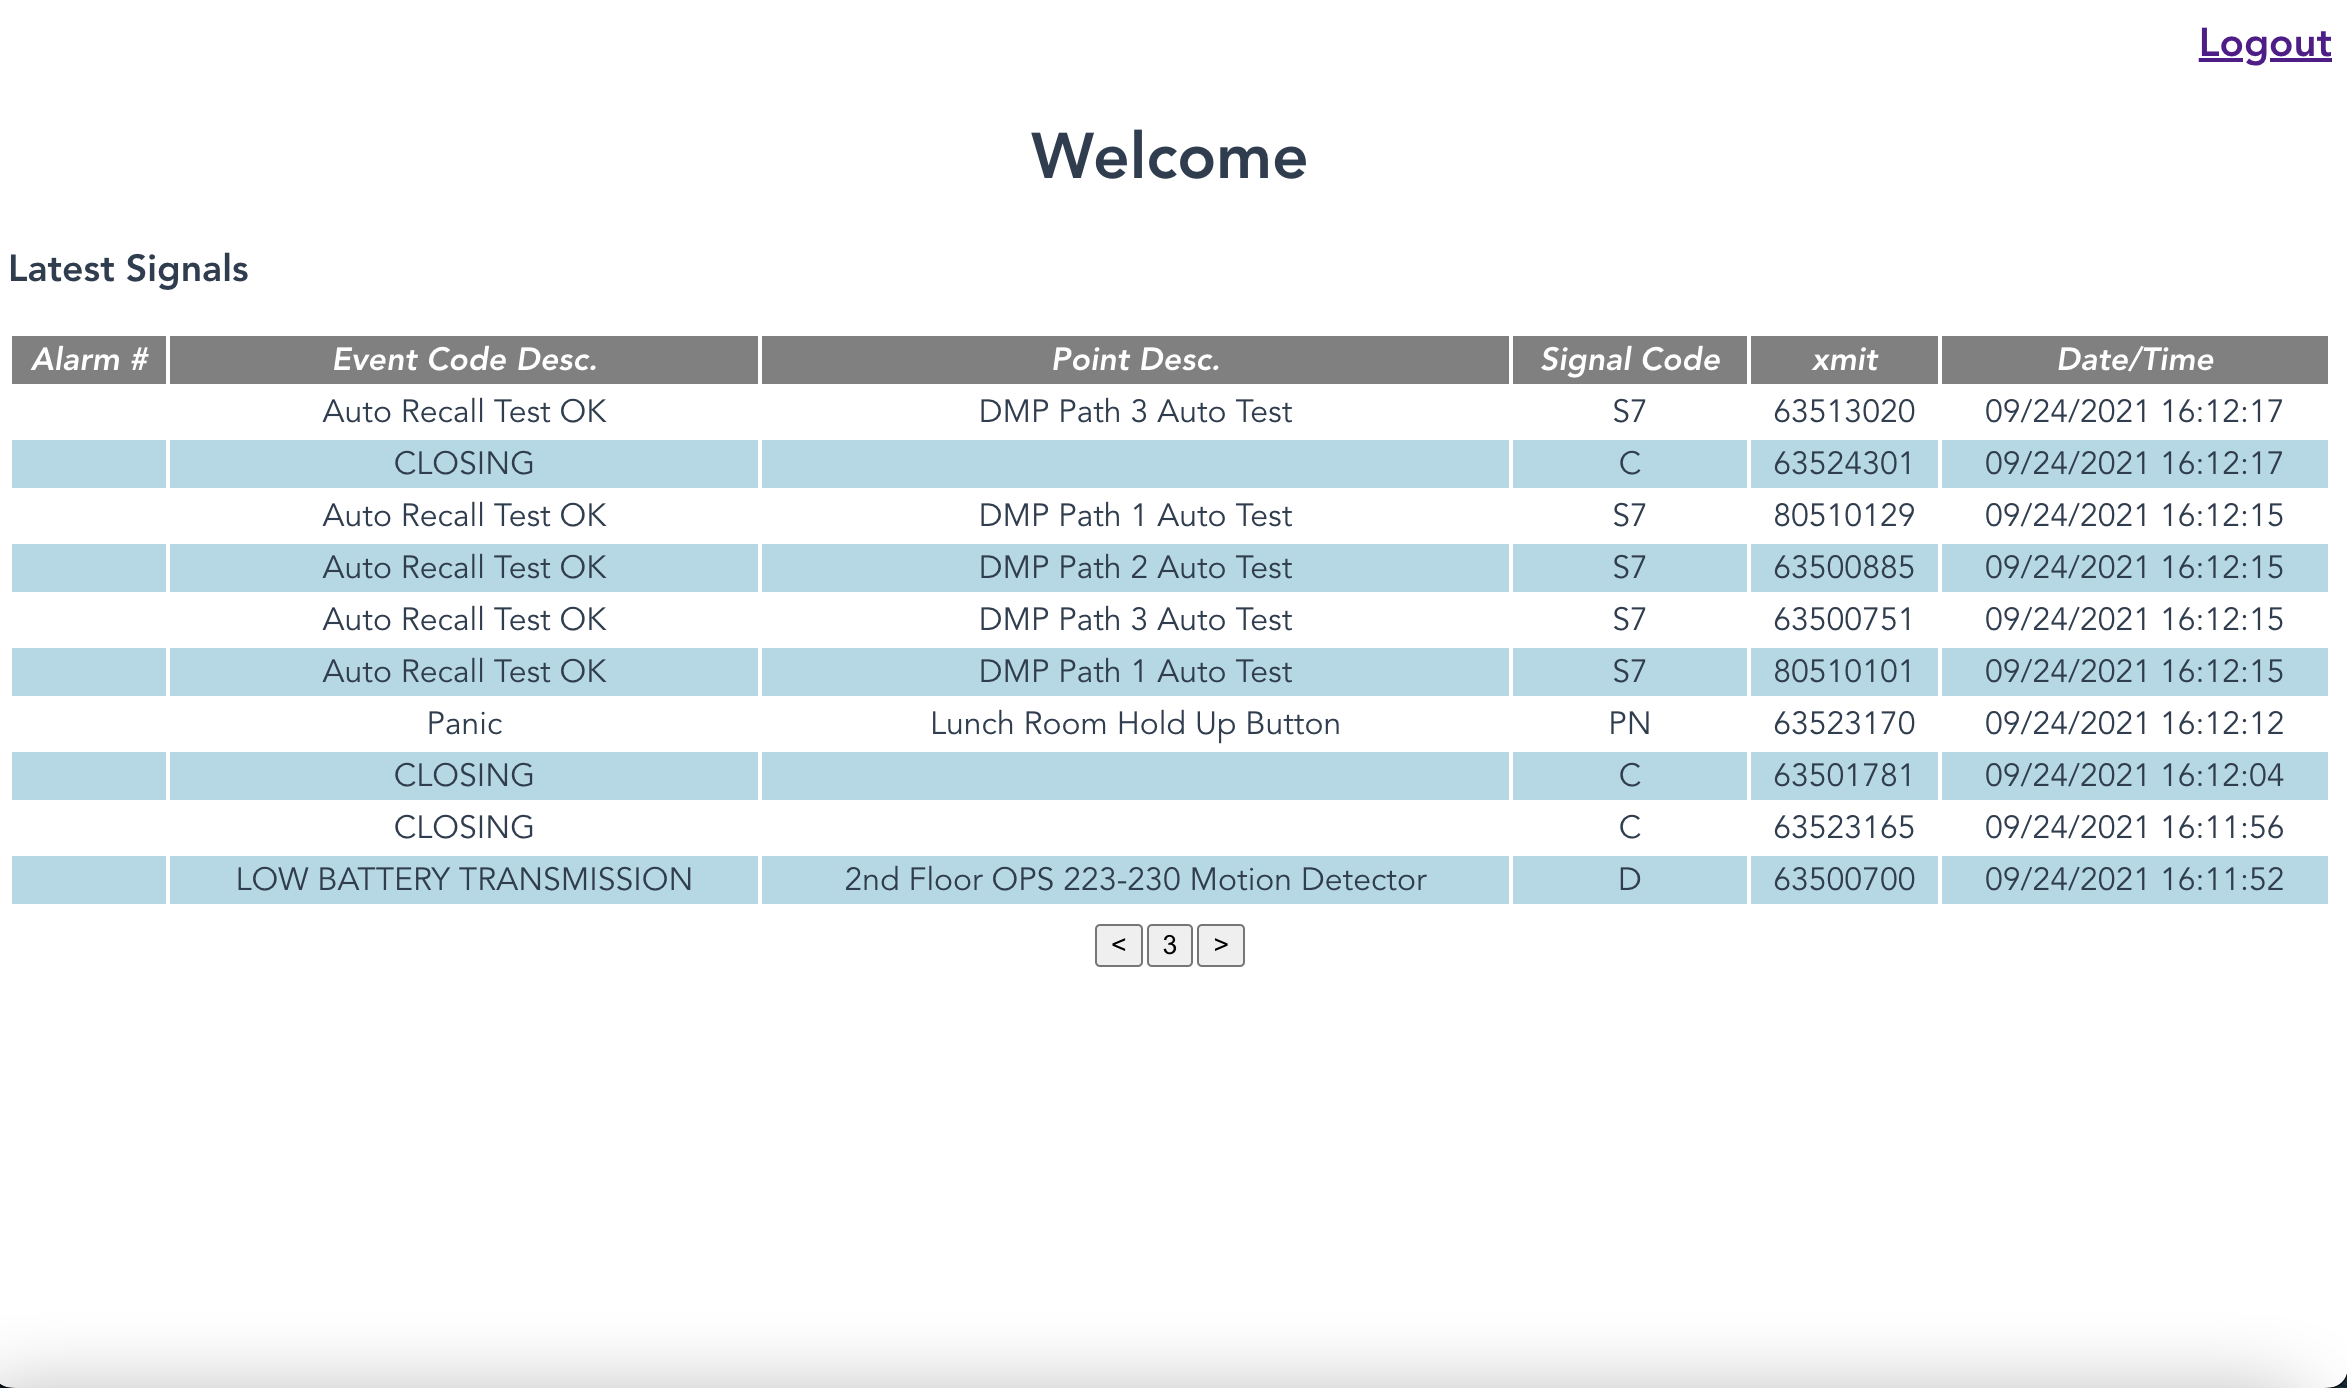 Logout
Welcome
Latest Signals
Alarm # Event Code Desc. Point Desc. Signal Code xmit Date/Time
Auto Recall Test OK DMP Path 3 Auto Test S7 63513020 09/24/2021 16:12:17
CLOSING C 63524301 09/24/2021 16:12:17
Auto Recall Test OK DMP Path 1 Auto Test S7 80510129 09/24/2021 16:12:15
Auto Recall Test OK DMP Path 2 Auto Test S7 63500885 09/24/2021 16:12:15
Auto Recall Test OK DMP Path 3 Auto Test S7 63500751 09/24/2021 16:12:15
Auto Recall Test OK DMP Path 1 Auto Test S7 80510101 09/24/2021 16:12:15
Panic Lunch Room Hold Up Button PN 63523170 09/24/2021 16:12:12
CLOSING C 63501781 09/24/2021 16:12:04
CLOSING C 63523165 09/24/2021 16:11:56
LOW BATTERY TRANSMISSION 2nd Floor OPS 223-230 Motion Detector D 63500700 09/24/2021 16:11:52
< 3 >